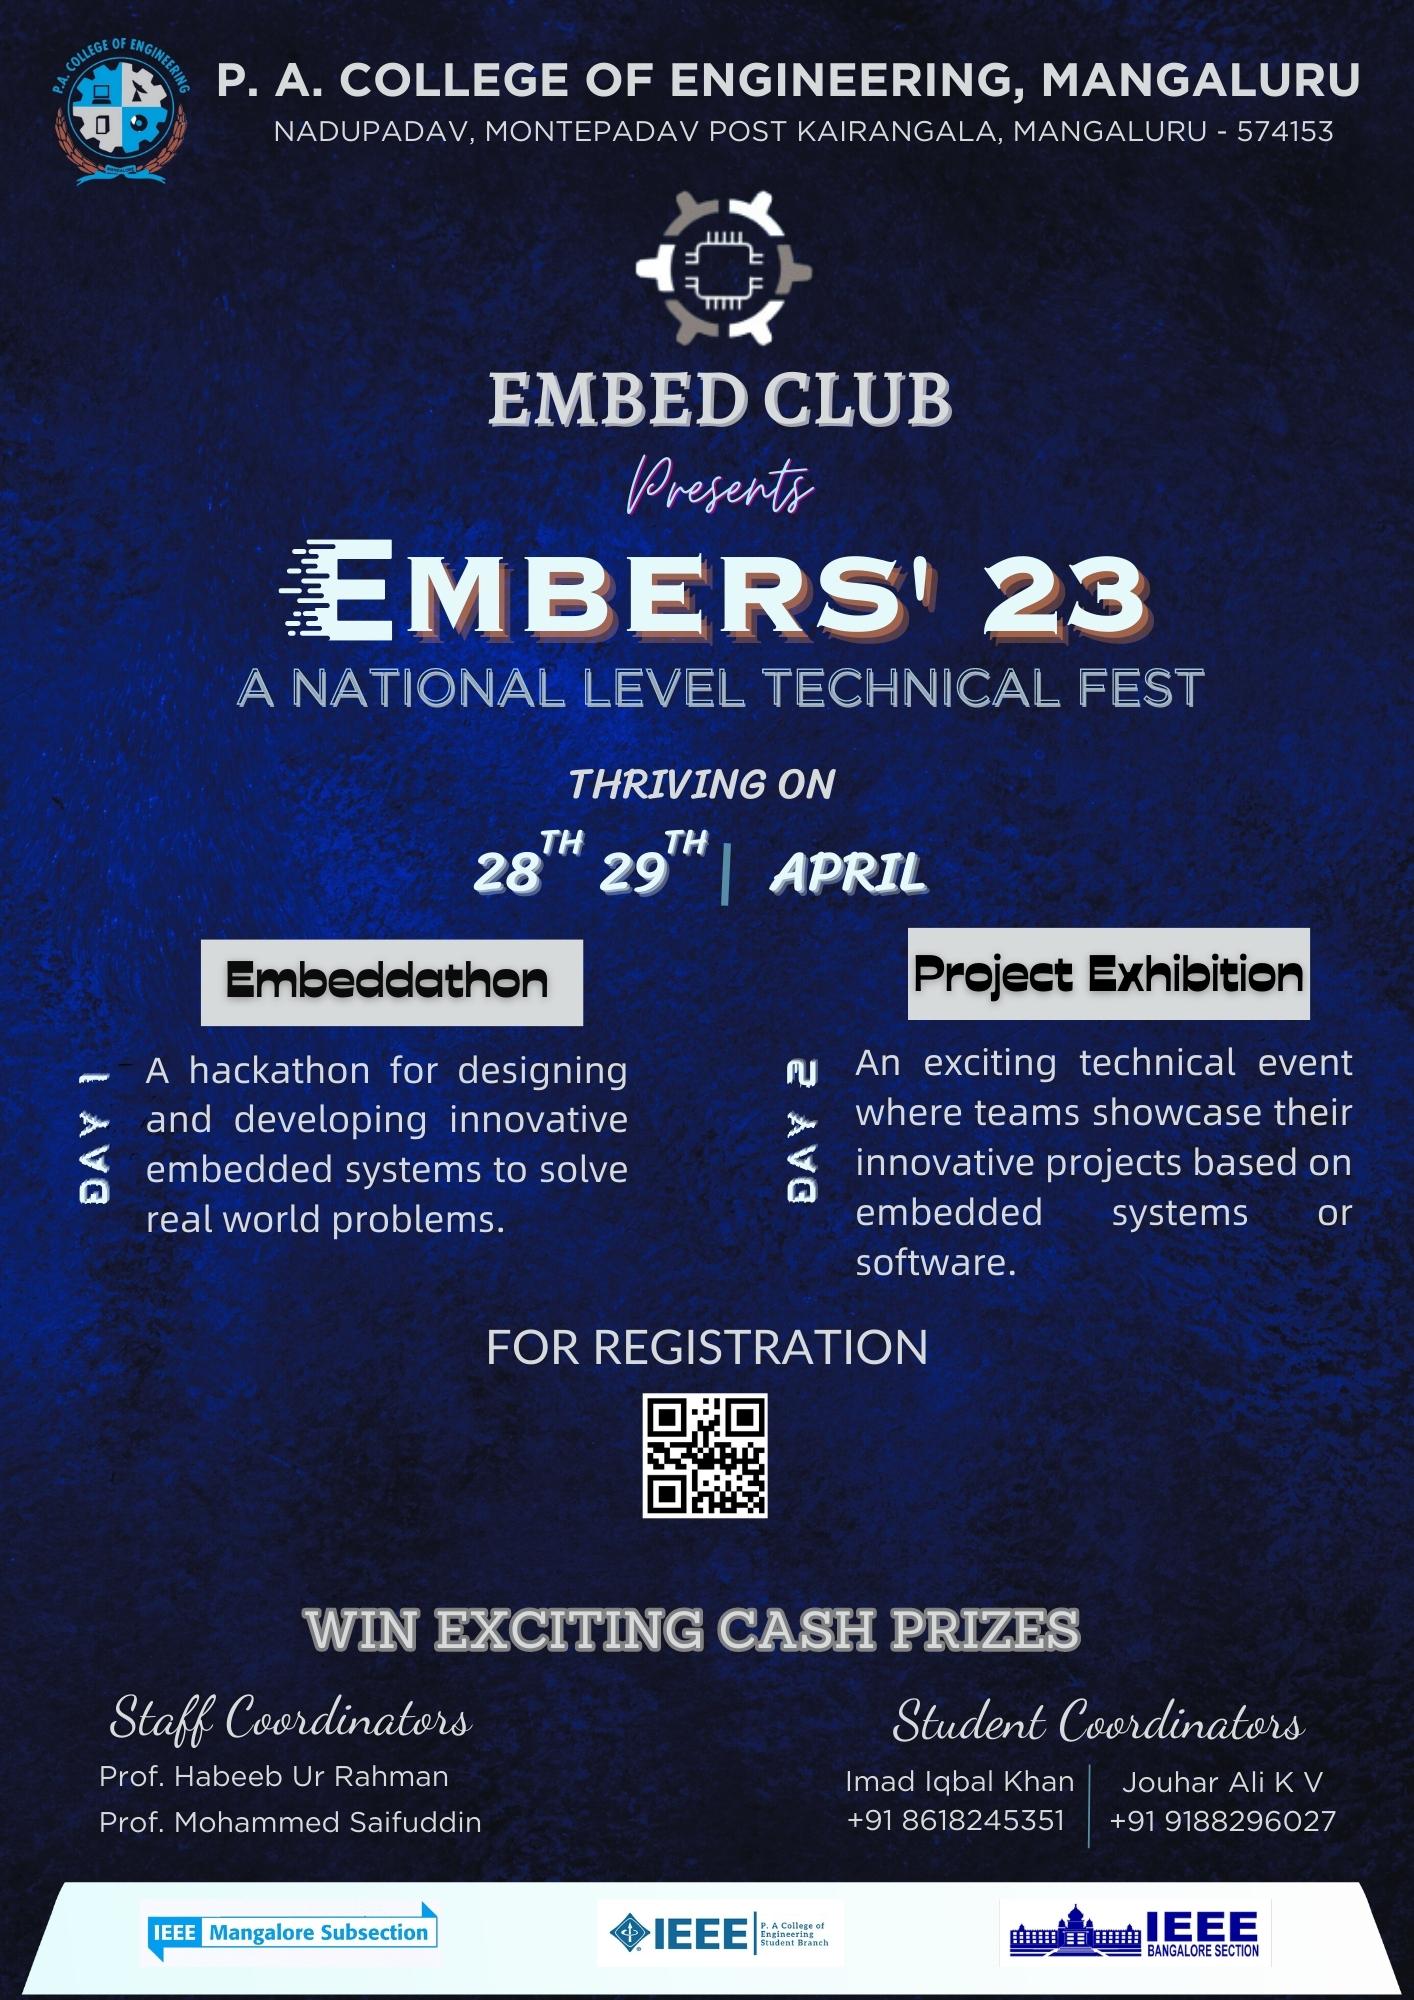 P.A. COLLEGE OF ENGINEERING
MANGALORE
P. A. COLLEGE OF ENGINEERING, MANGALURU
NADUPADAV, MONTEPADAV POST KAIRANGALA, MANGALURU - 574153
EMBED CLUB
Presents
EMBERS' 23
A NATIONAL LEVEL TECHNICAL FEST
THRIVING ON
28TH 29TH | APRIL
Embeddathon
DAY 1
A hackathon for designing
and developing innovative
embedded systems to solve
real world problems.
Project Exhibition
DAY 2
An exciting technical event
where teams showcase their
innovative projects based on
embedded systems or
software.
FOR REGISTRATION
WIN EXCITING CASH PRIZES
Staff Coordinators
Prof. Habeeb Ur Rahman
Prof. Mohammed Saifuddin
Student Coordinators
Imad Iqbal Khan
+91 8618245351
Jouhar Ali K V
+91 9188296027
IEEE Mangalore Subsection
IEEE
P. A College of
Engineering
Student Branch
IEEE
BANGALORE SECTION